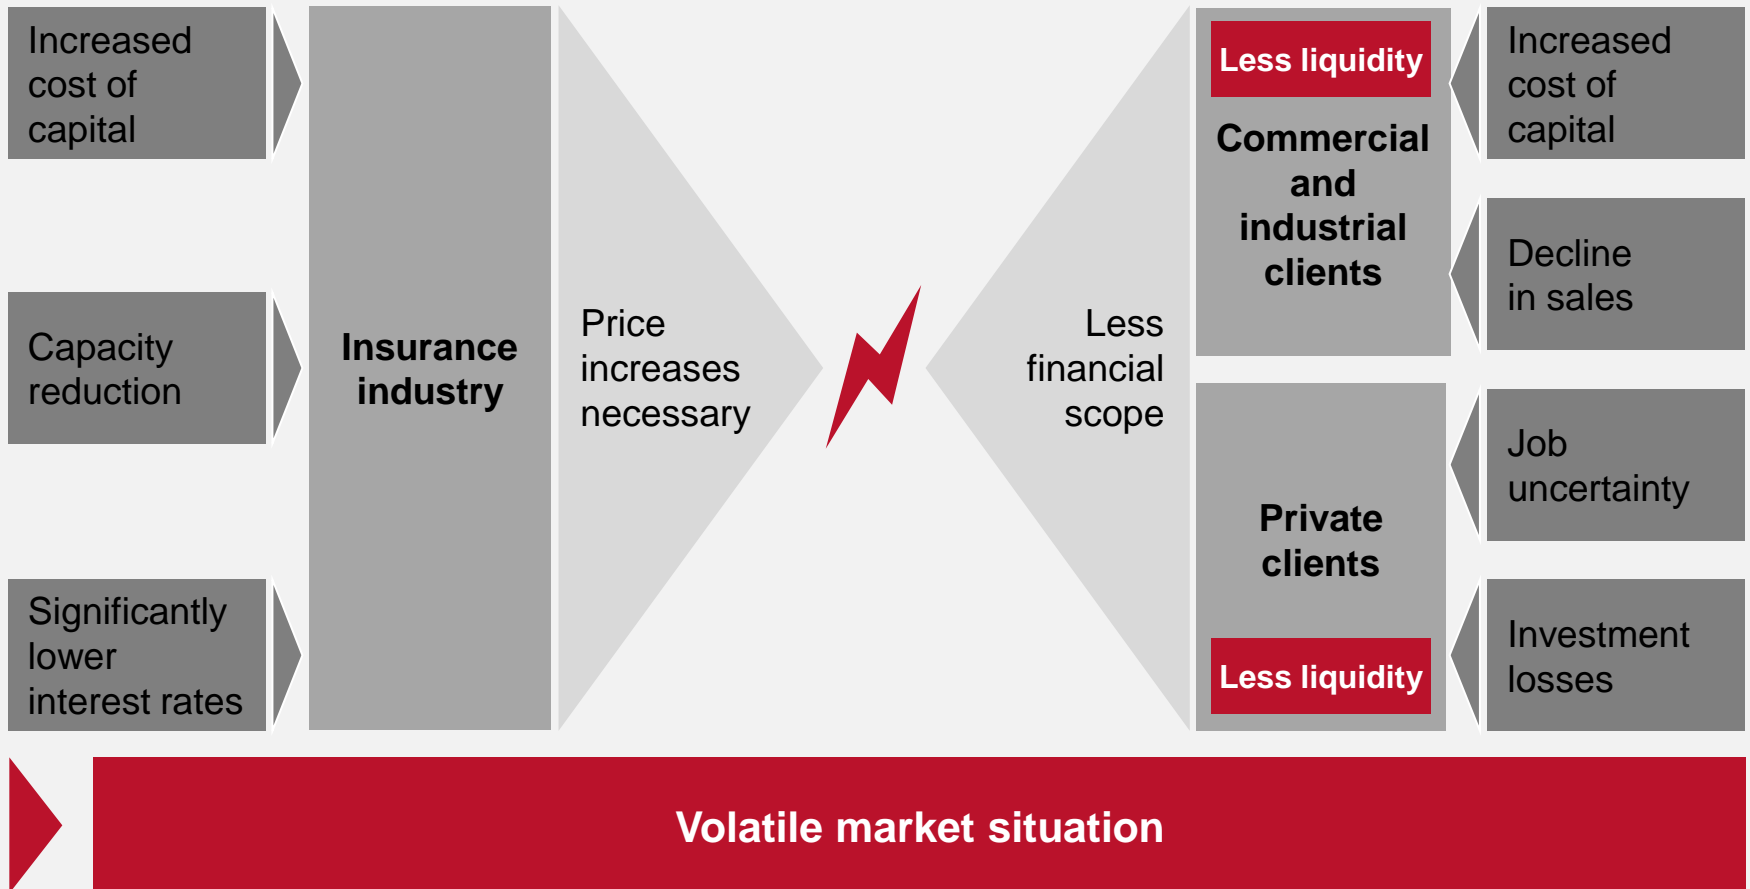 Increased
cost of
capital
Capacity
reduction
Significantly
lower
interest rates
Insurance
industry
Price
increases
necessary
Less
financial
scope
Less liquidity
Commercial
and
industrial
clients
Private
clients
Less liquidity
Increased
cost of
capital
Decline
in sales
Job
uncertainty
Investment
losses
Volatile market situation